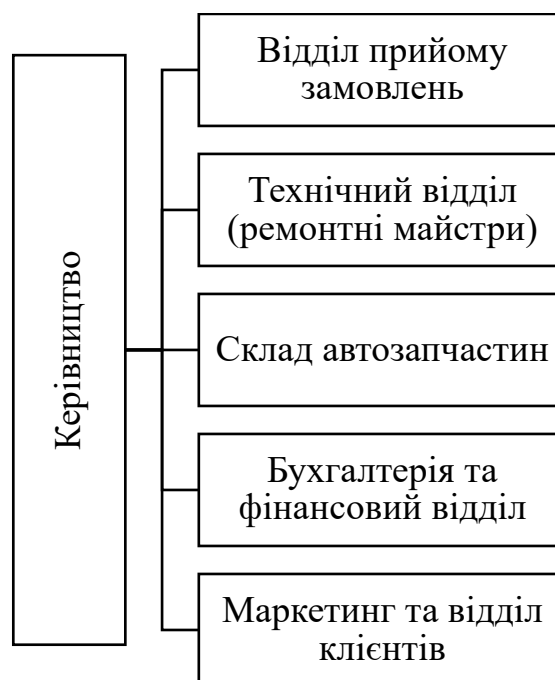 Керівництво
Відділ прийому
замовлень
Технічний відділ
(ремонтні майстри)
Склад автозапчастин
Бухгалтерія та
фінансовий відділ
Маркетинг та відділ
клієнтів